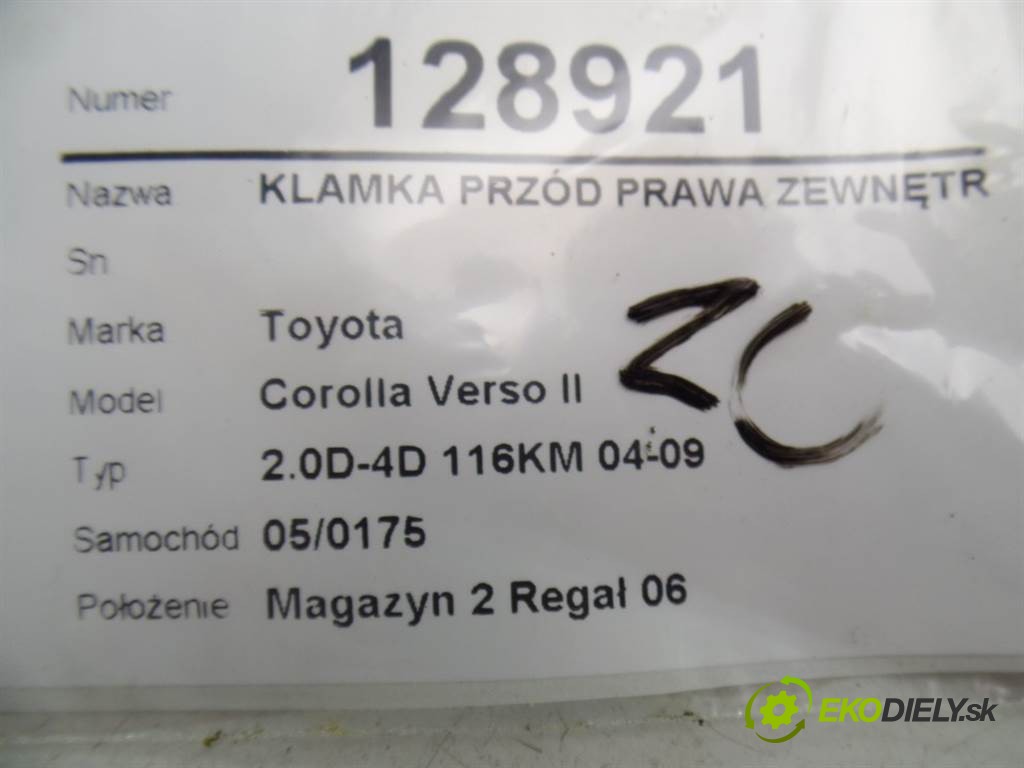 Numer 128921
Nazwa KLAMKA PRZÓD PRAWA ZEWNĘTR
Sn
Marka Toyota
Model Corolla Verso II
Typ 2.0D-4D 116KM 04-09
Samochód 05/0175
Położenie Magazyn 2 Regał 06
ZC
EKODIELY.sk